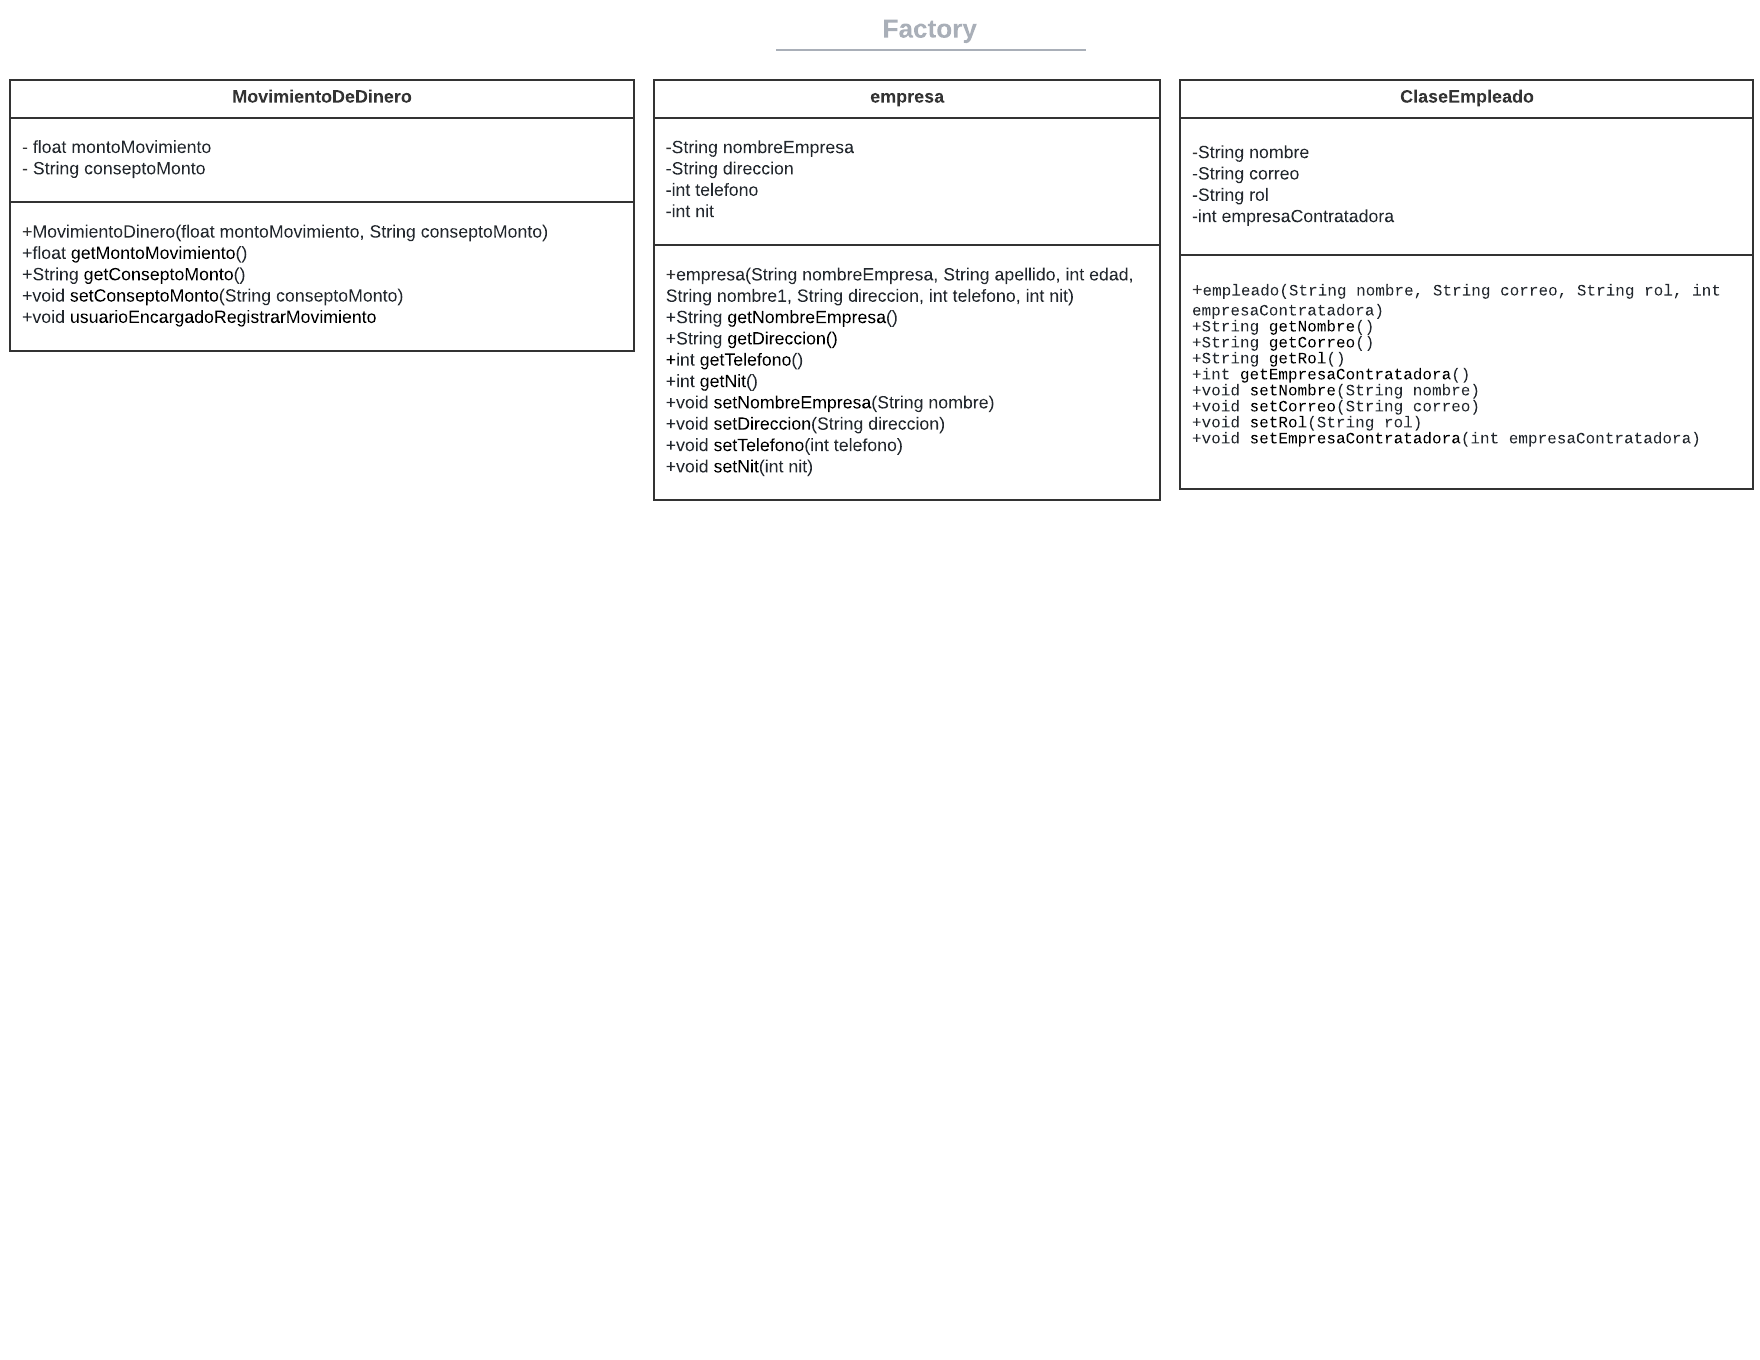 Factory
MovimientoDeDinero
- float montoMovimiento
- String conseptoMonto
+MovimientoDinero(float montoMovimiento, String conseptoMonto)
+float getMontoMovimiento()
+String getConseptoMonto()
+void setConseptoMonto(String conseptoMonto)
+void usuarioEncargadoRegistrarMovimiento
empresa
-String nombreEmpresa
-String direccion
-int telefono
-int nit
+empresa(String nombreEmpresa, String apellido, int edad,
String nombre1, String direccion, int telefono, int nit)
+String getNombreEmpresa()
+String getDireccion()
+int getTelefono()
+int getNit()
+void setNombreEmpresa(String nombre)
+void setDireccion(String direccion)
+void setTelefono(int telefono)
+void setNit(int nit)
ClaseEmpleado
-String nombre
-String correo
-String rol
-int empresaContratadora
+empleado(String nombre, String correo, String rol, int
empresaContratadora)
+String getNombre()
+String getCorreo()
+String getRol()
+int getEmpresaContratadora()
+void setNombre(String nombre)
+void setCorreo(String correo)
+void setRol(String rol)
+void setEmpresaContratadora(int empresaContratadora)